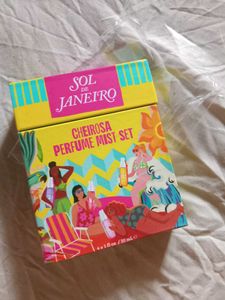 SOL
DE
JANEIRO
CHEIROSA
PERFUME MIST SET